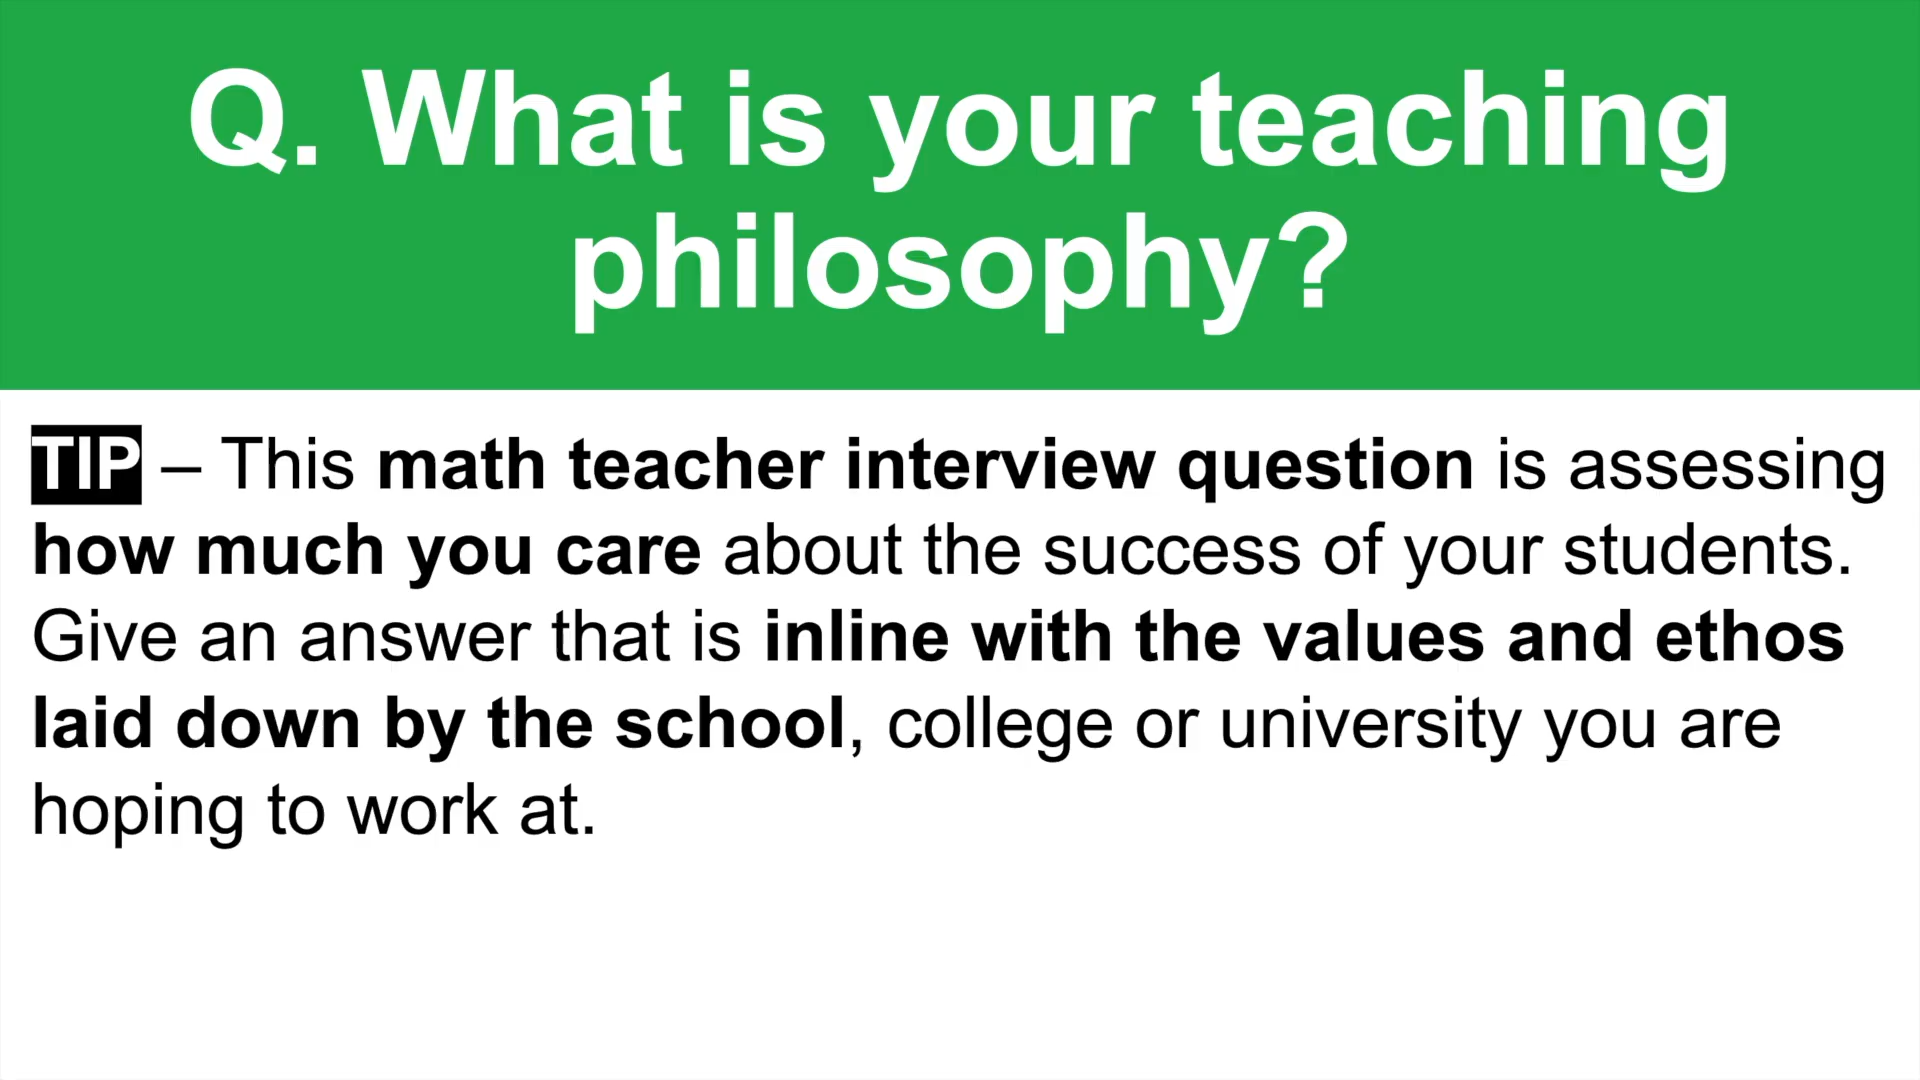 Q. What is your teaching
philosophy?
TIP – This math teacher interview question is assessing
how much you care about the success of your students.
Give an answer that is inline with the values and ethos
laid down by the school, college or university you are
hoping to work at.